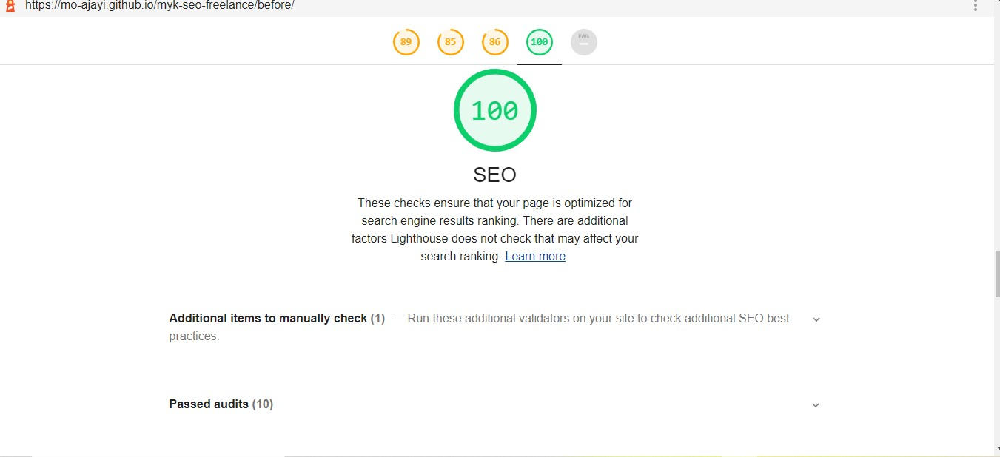 https://mo-ajayi.github.io/myk-seo-freelance/before/
89 85 86 100 PWA
100
SEO
These checks ensure that your page is optimized for
search engine results ranking. There are additional
factors Lighthouse does not check that may affect your
search ranking. Learn more.
Additional items to manually check (1) — Run these additional validators on your site to check additional SEO best
practices.
Passed audits (10)